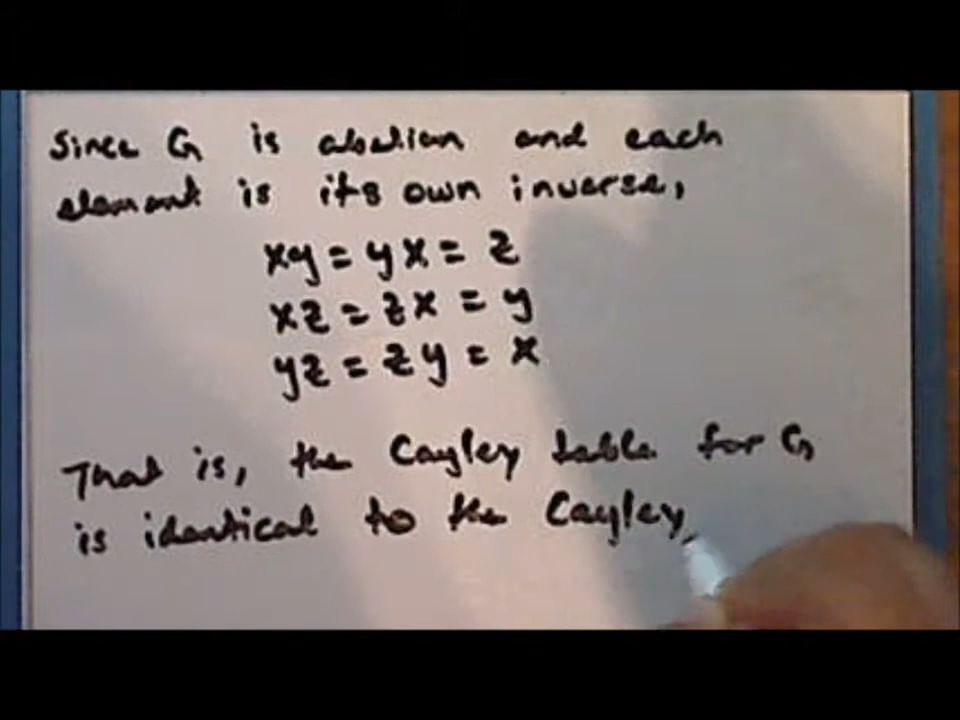 Since G is abelian and each
element is its own inverse,
xy = yx = z
xz = zx = y
yz = zy = x
That is, the Cayley table for G
is identical to the Cayley